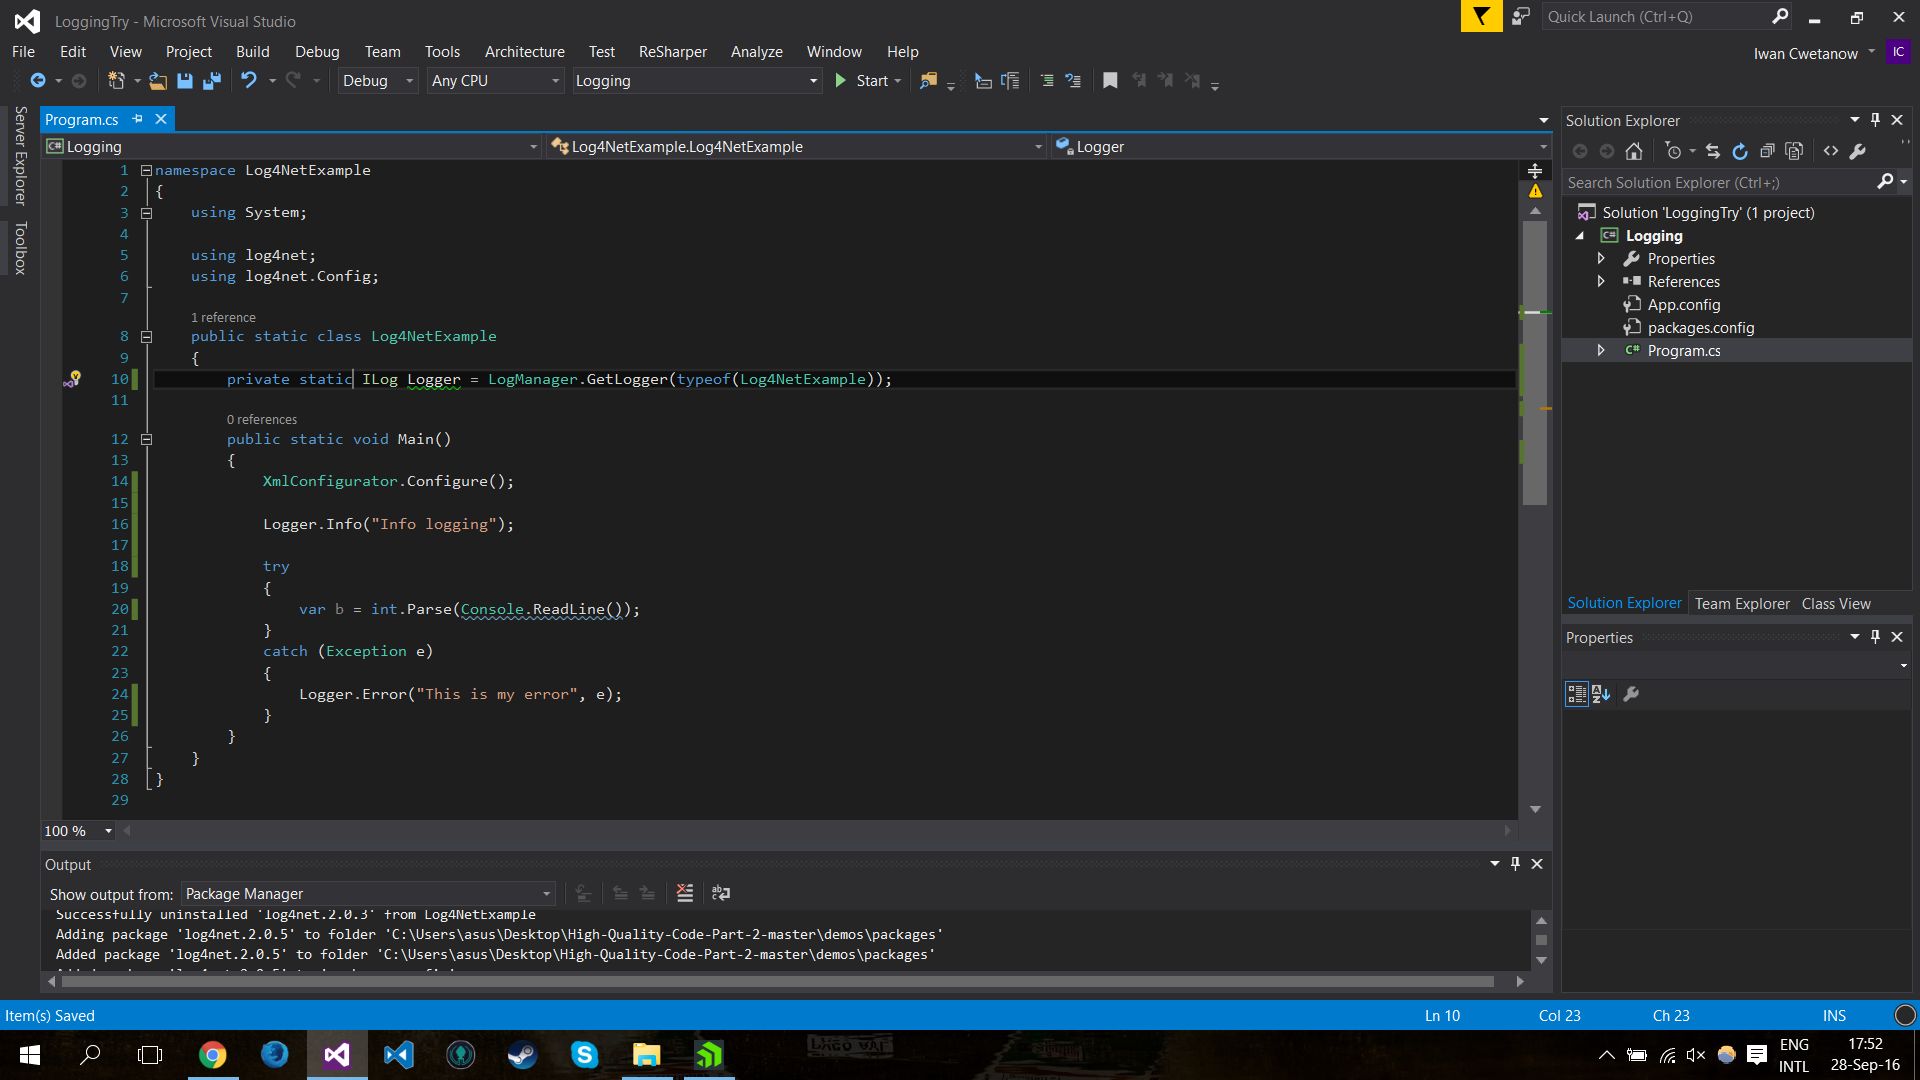 LoggingTry - Microsoft Visual Studio
Quick Launch (Ctrl+Q)
File Edit View Project Build Debug Team Tools Architecture Test ReSharper Analyze Window Help
Iwan Cwetanow IC
Debug Any CPU Logging Start
Server Explorer
Toolbox
Program.cs
Logging Log4NetExample.Log4NetExample Logger
1 namespace Log4NetExample
2 {
3 using System;
4
5 using log4net;
6 using log4net.Config;
7
1 reference
8 public static class Log4NetExample
9 {
10 private static ILog Logger = LogManager.GetLogger(typeof(Log4NetExample));
11
0 references
12 public static void Main()
13 {
14 XmlConfigurator.Configure();
15
16 Logger.Info("Info logging");
17
18 try
19 {
20 var b = int.Parse(Console.ReadLine());
21 }
22 catch (Exception e)
23 {
24 Logger.Error("This is my error", e);
25 }
26 }
27 }
28 }
29
100 %
Output
Show output from: Package Manager
Successfully uninstalled 'log4net.2.0.3' from Log4NetExample
Adding package 'log4net.2.0.5' to folder 'C:\Users\asus\Desktop\High-Quality-Code-Part-2-master\demos\packages'
Added package 'log4net.2.0.5' to folder 'C:\Users\asus\Desktop\High-Quality-Code-Part-2-master\demos\packages'
Solution Explorer
Search Solution Explorer (Ctrl+;)
Solution 'LoggingTry' (1 project)
C# Logging
Properties
References
App.config
packages.config
C# Program.cs
Solution Explorer Team Explorer Class View
Properties
Item(s) Saved
Ln 10 Col 23 Ch 23 INS
ENG
INTL
17:52
28-Sep-16